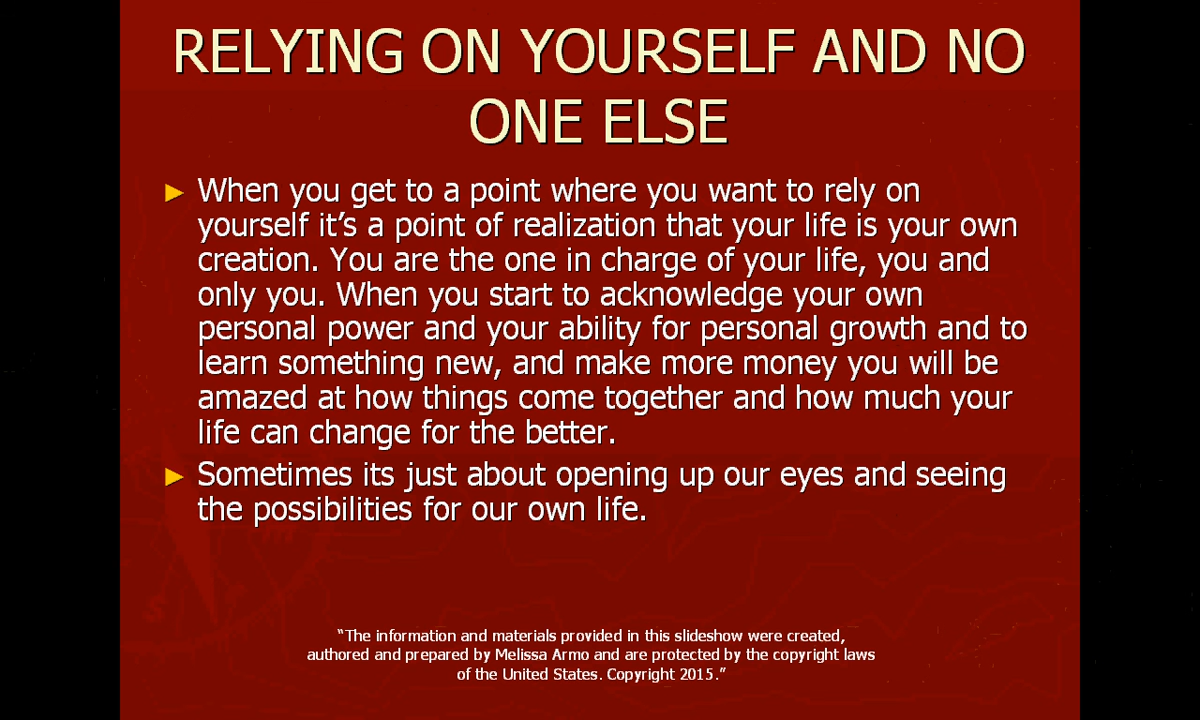 RELYING ON YOURSELF AND NO
ONE ELSE
► When you get to a point where you want to rely on
yourself it’s a point of realization that your life is your own
creation. You are the one in charge of your life, you and
only you. When you start to acknowledge your own
personal power and your ability for personal growth and to
learn something new, and make more money you will be
amazed at how things come together and how much your
life can change for the better.
► Sometimes its just about opening up our eyes and seeing
the possibilities for our own life.
“The information and materials provided in this slideshow were created,
authored and prepared by Melissa Armo and are protected by the copyright laws
of the United States. Copyright 2015.”